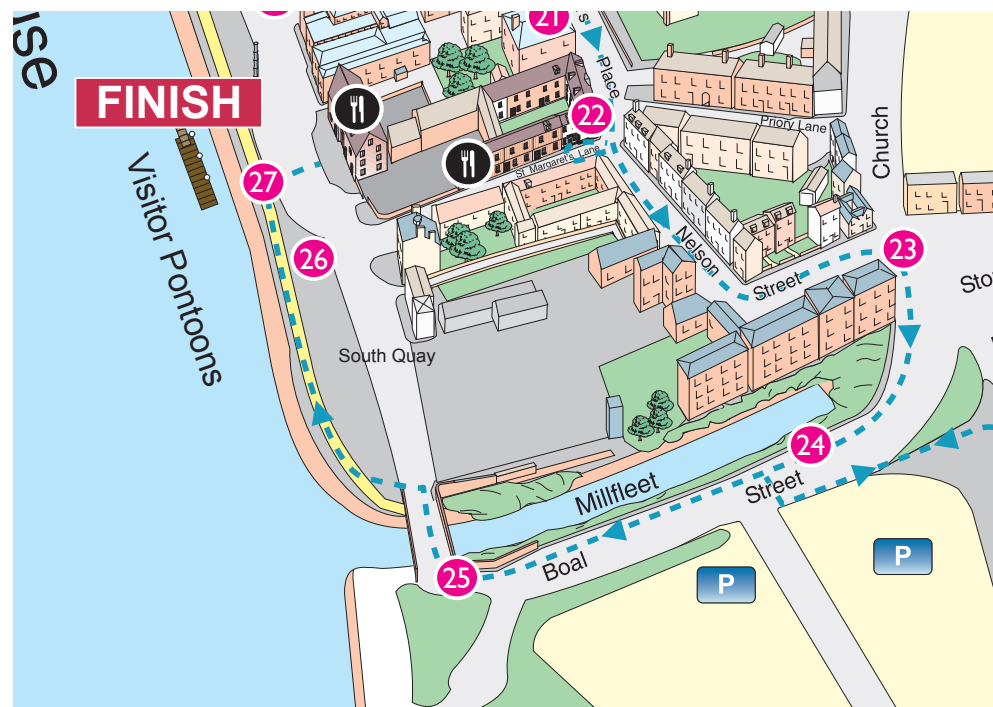 use
21
FINISH
Place
22
Priory Lane
Church
St Margaret's Lane
27
Visitor Pontoons
26
Nelson
Street
23
Sto
South Quay
24
Millfleet
Street
Boal
25
P
P